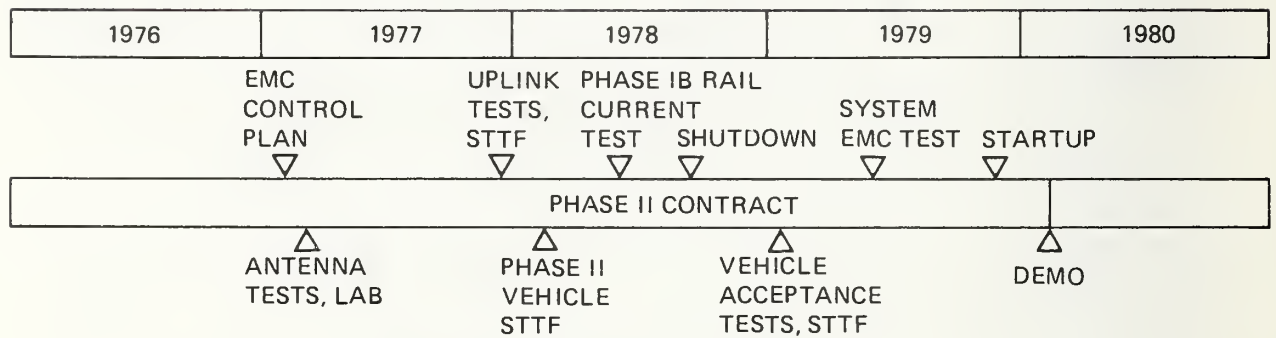 1976 1977 1978 1979 1980
EMC
CONTROL
PLAN
UPLINK
TESTS,
STTF
PHASE IB RAIL
CURRENT
TEST
SHUTDOWN
SYSTEM
EMC TEST
STARTUP
PHASE II CONTRACT
ANTENNA
TESTS, LAB
PHASE II
VEHICLE
STTF
VEHICLE
ACCEPTANCE
TESTS, STTF
DEMO